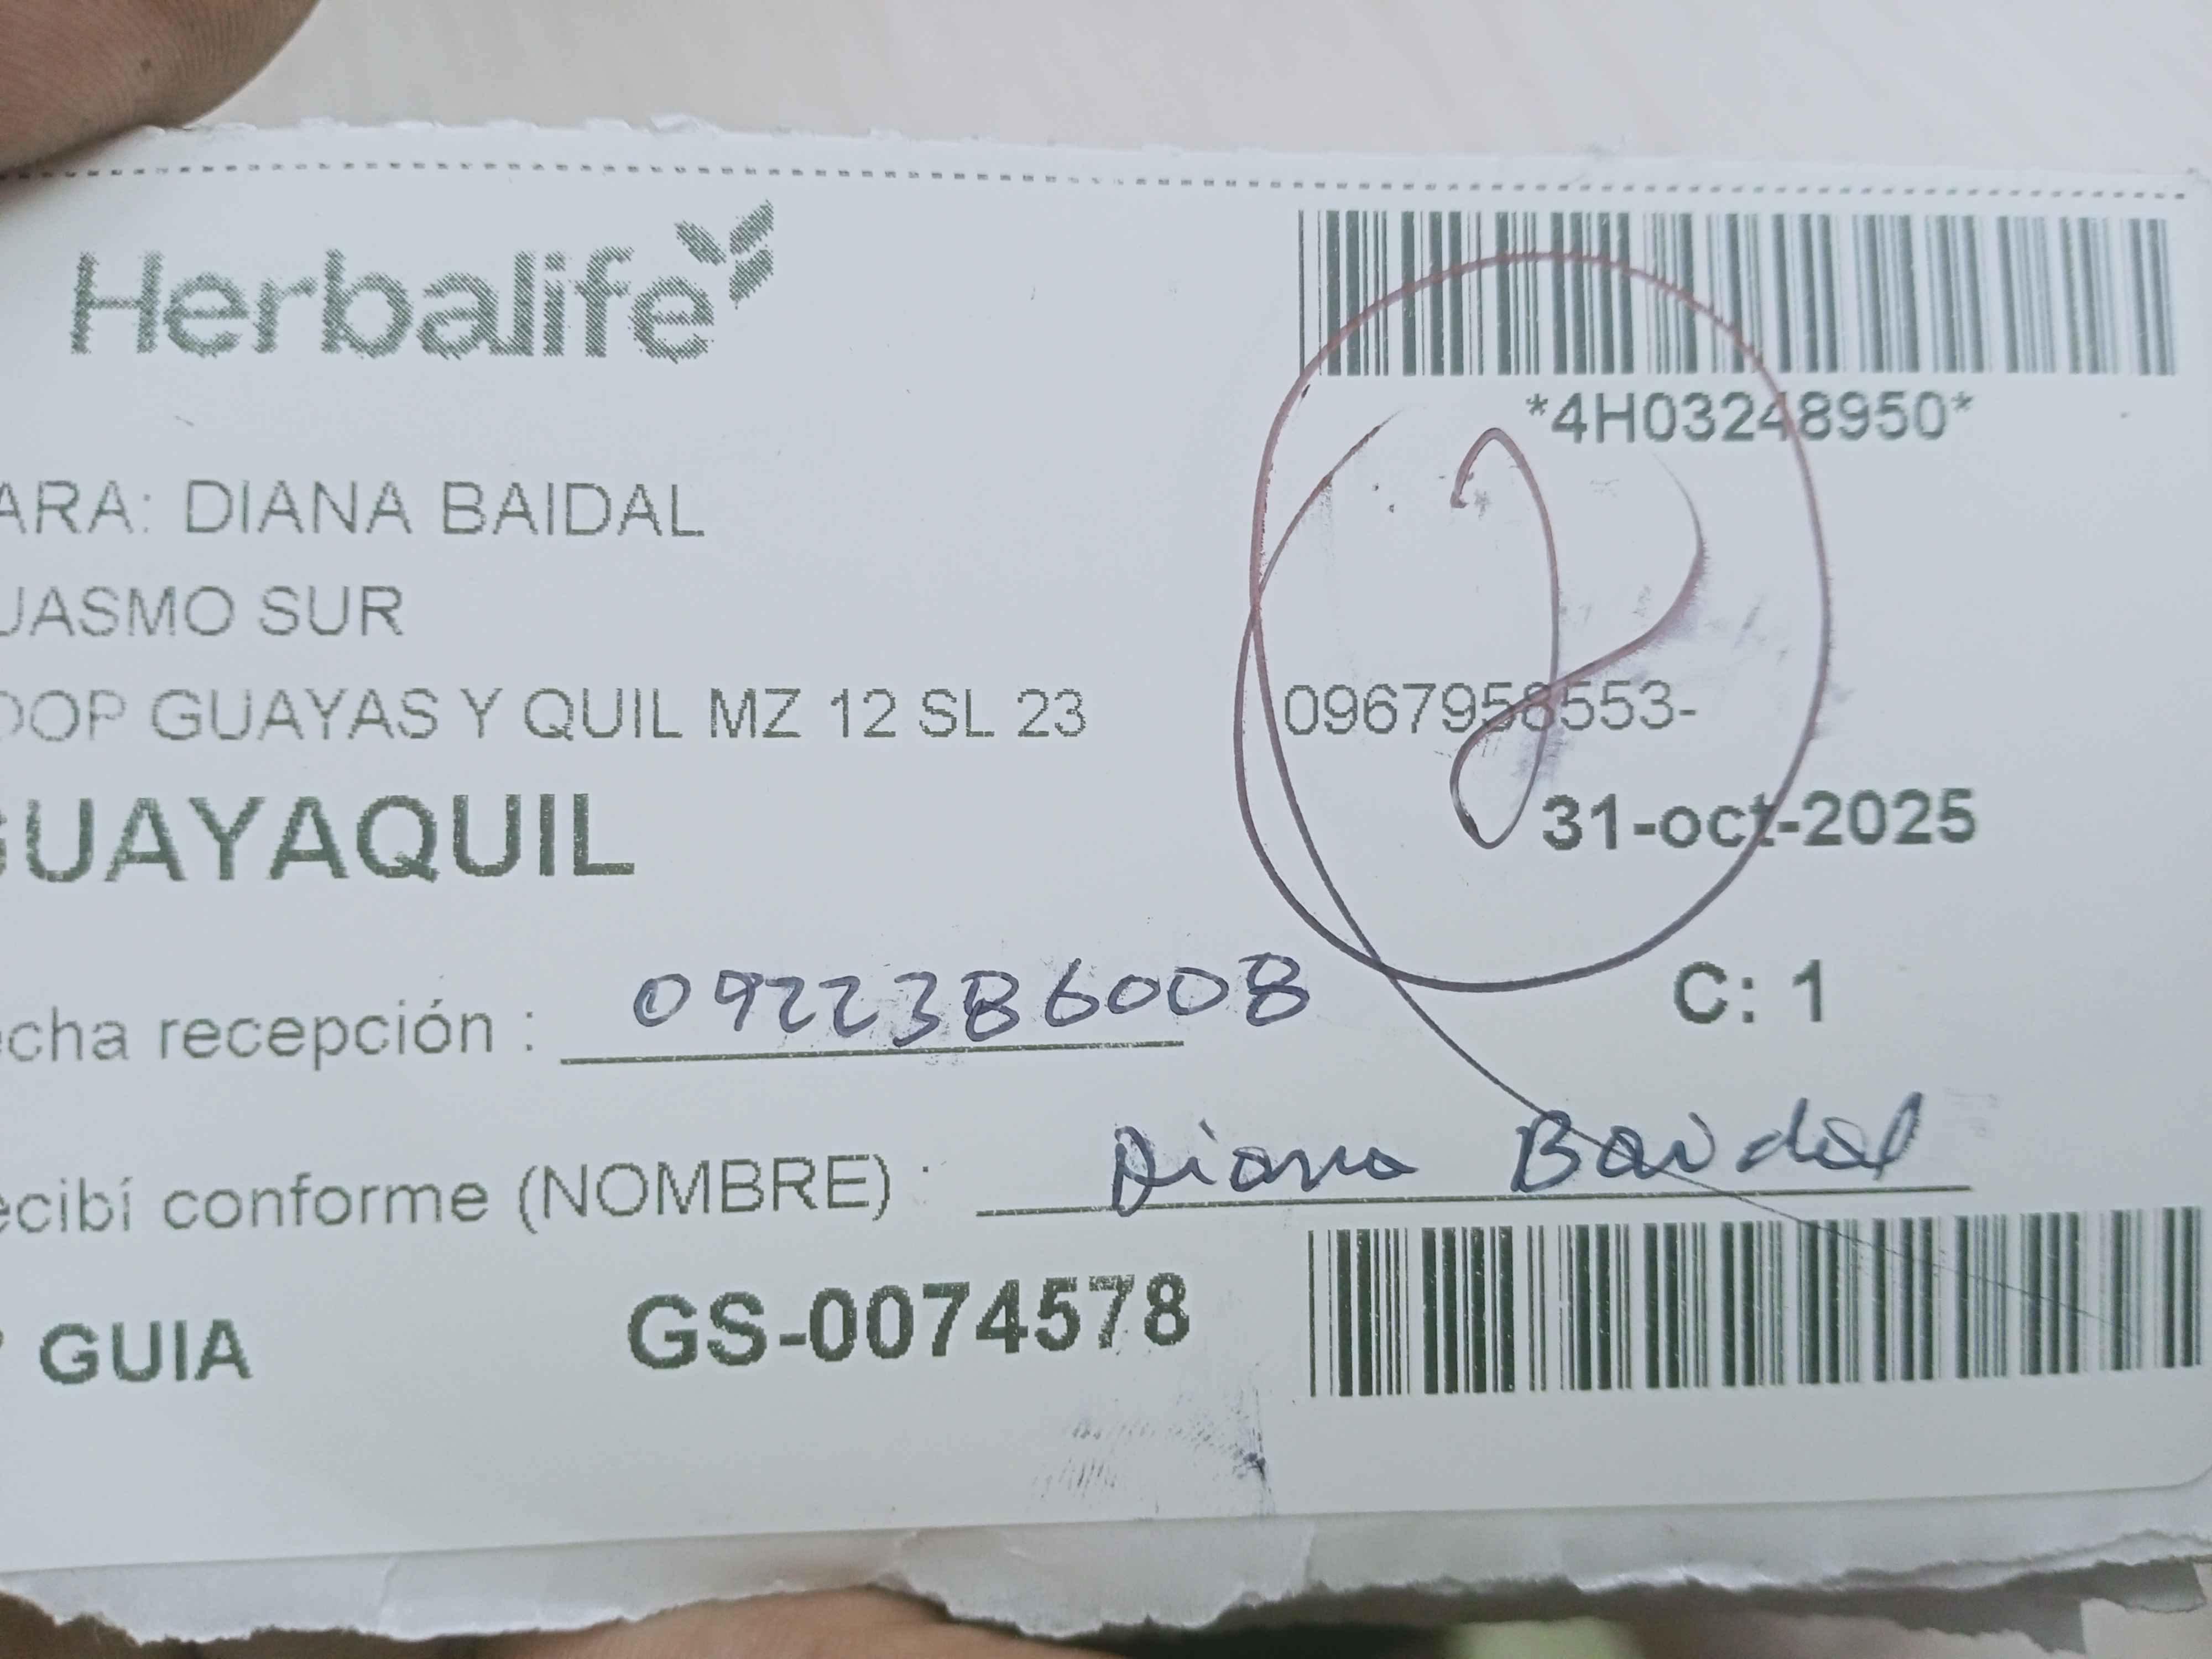 Herbalife
*4H03248950*
ARA: DIANA BAIDAL
UASMO SUR
OOP GUAYAS Y QUIL MZ 12 SL 23 0967958553-
GUAYAQUIL 31-oct-2025
echa recepción : 0922386008 C: 1
ecibí conforme (NOMBRE) : Diana Baidal
GUIA GS-0074578